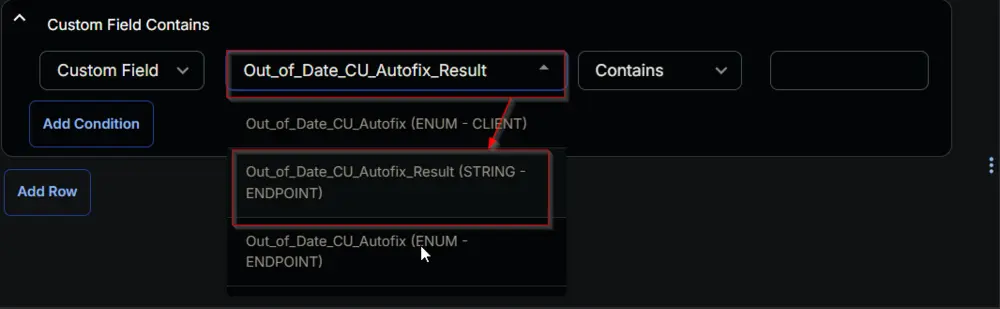 Custom Field Contains
Custom Field
Out_of_Date_CU_Autofix_Result
Contains
Add Condition
Out_of_Date_CU_Autofix (ENUM - CLIENT)
Out_of_Date_CU_Autofix_Result (STRING -
ENDPOINT)
Add Row
Out_of_Date_CU_Autofix (ENUM -
ENDPOINT)